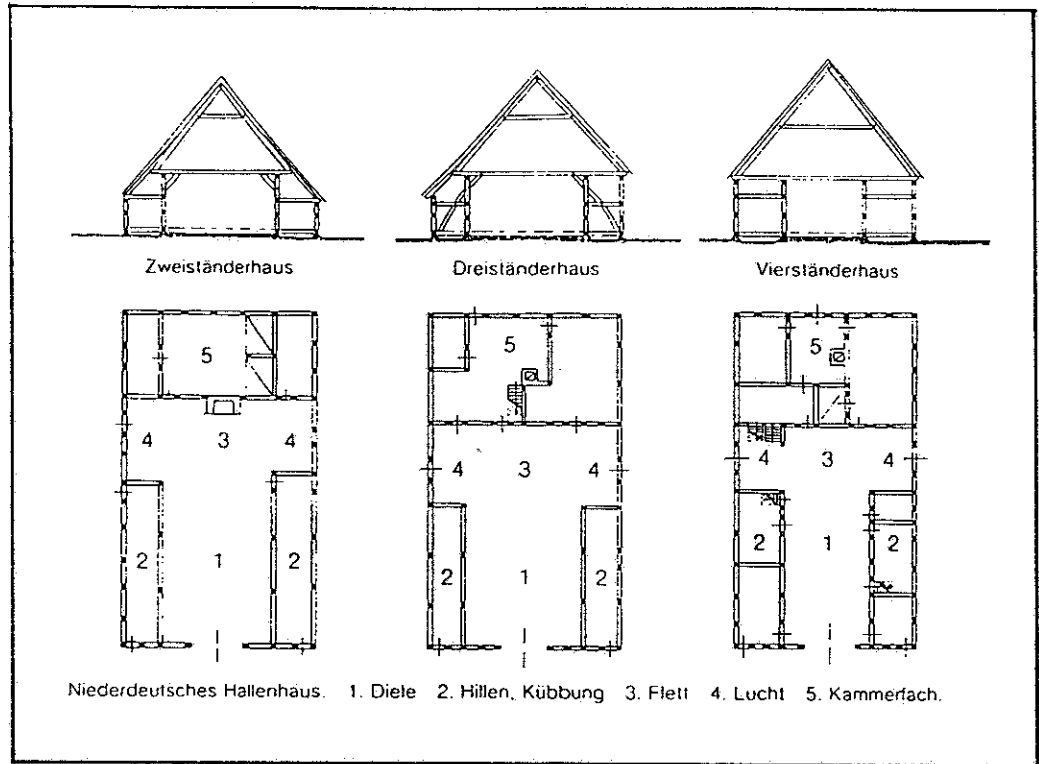 Zweiständerhaus Dreiständerhaus Vierständerhaus
5 5 5
4 3 4 4 3 4 4 3 4
2 1 2 2 1 2 2 1 2
Niederdeutsches Hallenhaus. 1. Diele 2. Hillen, Kübbung 3. Flett 4. Lucht 5. Kammerfach.